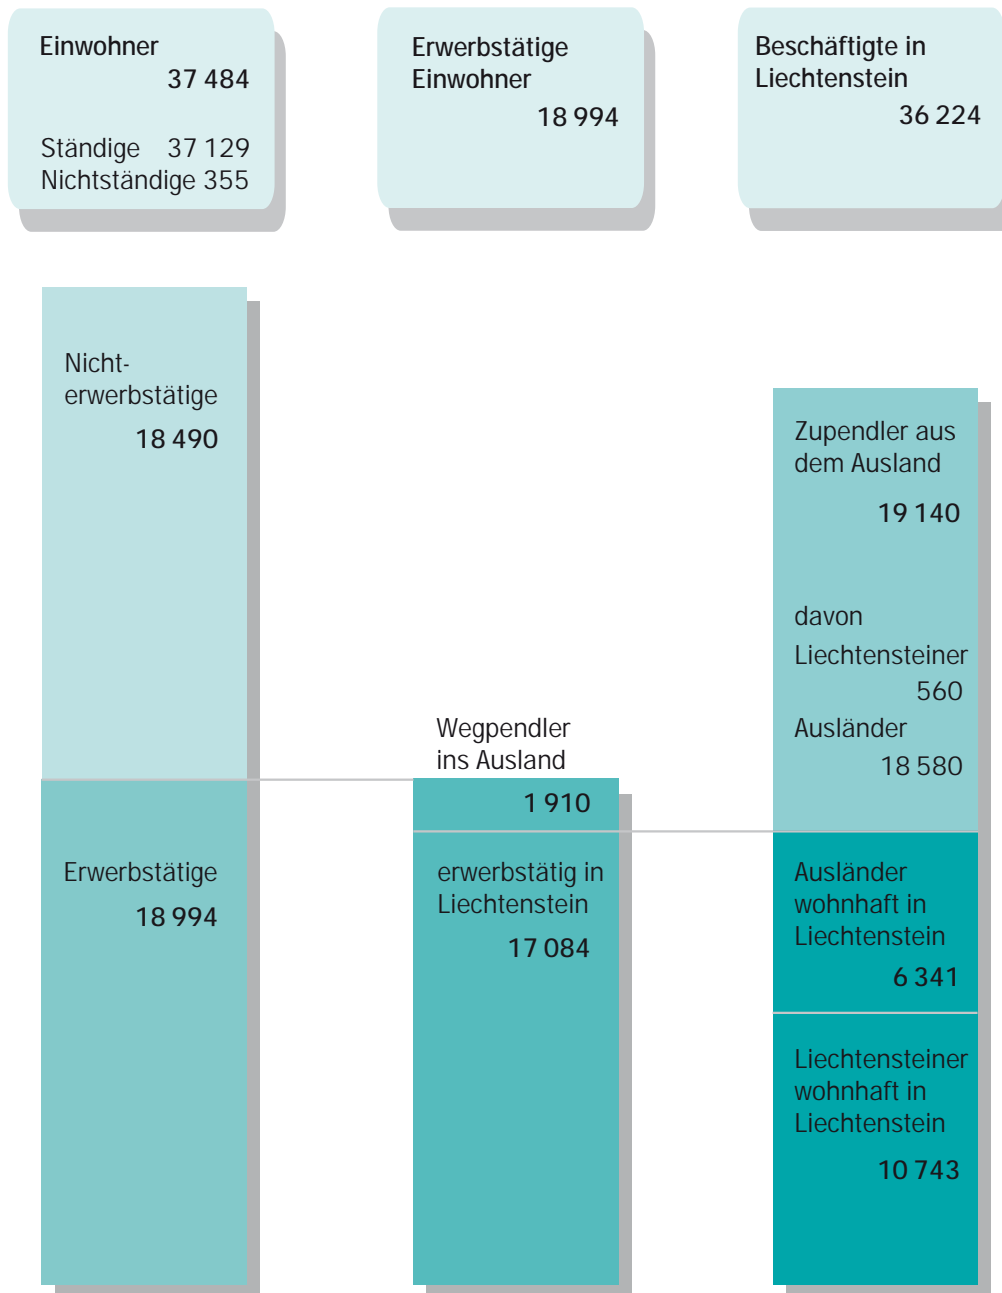 Einwohner
37 484
Ständige 37 129
Nichtständige 355
Erwerbstätige
Einwohner
18 994
Beschäftigte in
Liechtenstein
36 224
Nicht-
erwerbstätige
18 490
Erwerbstätige
18 994
Wegpendler
ins Ausland
1 910
erwerbstätig in
Liechtenstein
17 084
Zupendler aus
dem Ausland
19 140
davon
Liechtensteiner
560
Ausländer
18 580
Ausländer
wohnhaft in
Liechtenstein
6 341
Liechtensteiner
wohnhaft in
Liechtenstein
10 743